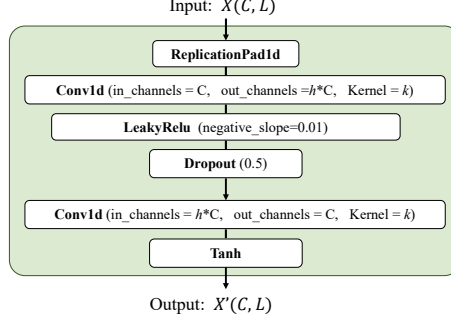 Input: X(C, L)
ReplicationPad1d
Conv1d (in_channels = C, out_channels =h*C, Kernel = k)
LeakyRelu (negative_slope=0.01)
Dropout (0.5)
Conv1d (in_channels = h*C, out_channels = C, Kernel = k)
Tanh
Output: X'(C, L)